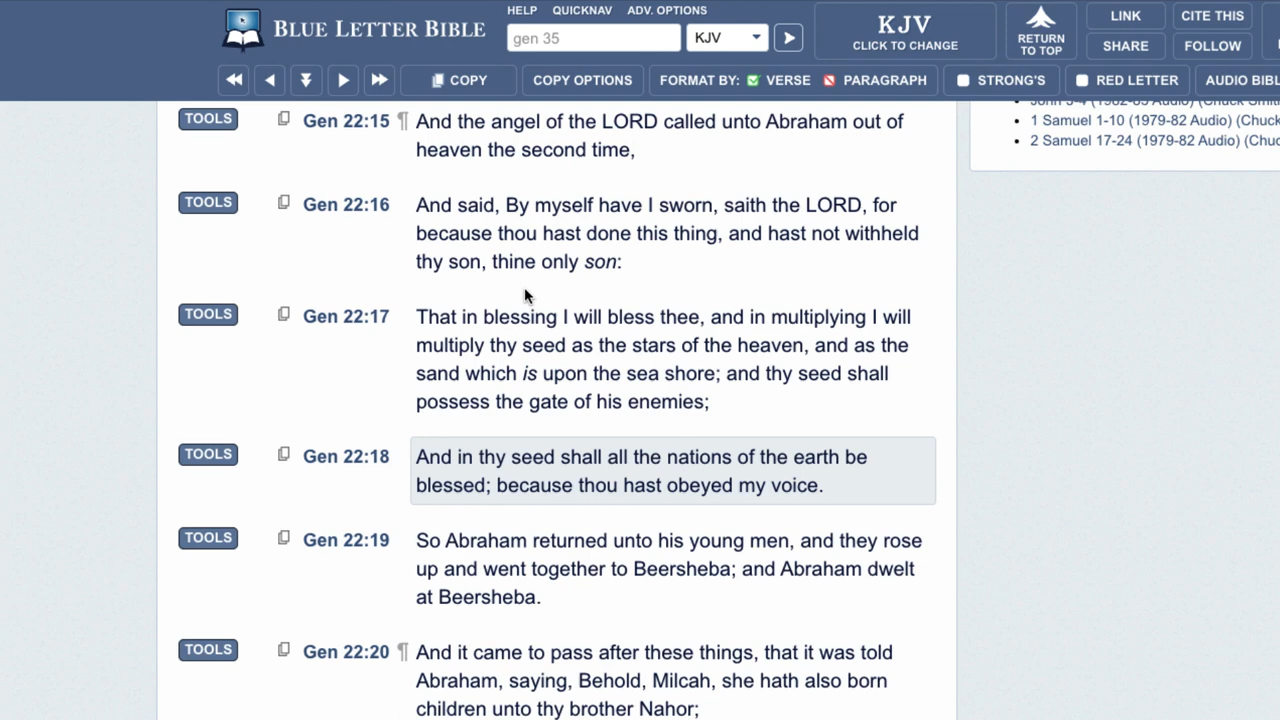 BLUE LETTER BIBLE
HELP QUICKNAV ADV. OPTIONS
gen 35 KJV
KJV
CLICK TO CHANGE
RETURN
TO TOP
LINK CITE THIS
SHARE FOLLOW
COPY COPY OPTIONS FORMAT BY: VERSE PARAGRAPH STRONG'S RED LETTER AUDIO
1 Samuel 1-10 (1979-82 Audio) (Chuck
2 Samuel 17-24 (1979-82 Audio)
TOOLS Gen 22:15 ¶ And the angel of the LORD called unto Abraham out of
heaven the second time,
TOOLS Gen 22:16 And said, By myself have I sworn, saith the LORD, for
because thou hast done this thing, and hast not withheld
thy son, thine only son:
TOOLS Gen 22:17 That in blessing I will bless thee, and in multiplying I will
multiply thy seed as the stars of the heaven, and as the
sand which is upon the sea shore; and thy seed shall
possess the gate of his enemies;
TOOLS Gen 22:18 And in thy seed shall all the nations of the earth be
blessed; because thou hast obeyed my voice.
TOOLS Gen 22:19 So Abraham returned unto his young men, and they rose
up and went together to Beersheba; and Abraham dwelt
at Beersheba.
TOOLS Gen 22:20 ¶ And it came to pass after these things, that it was told
Abraham, saying, Behold, Milcah, she hath also born
children unto thy brother Nahor;